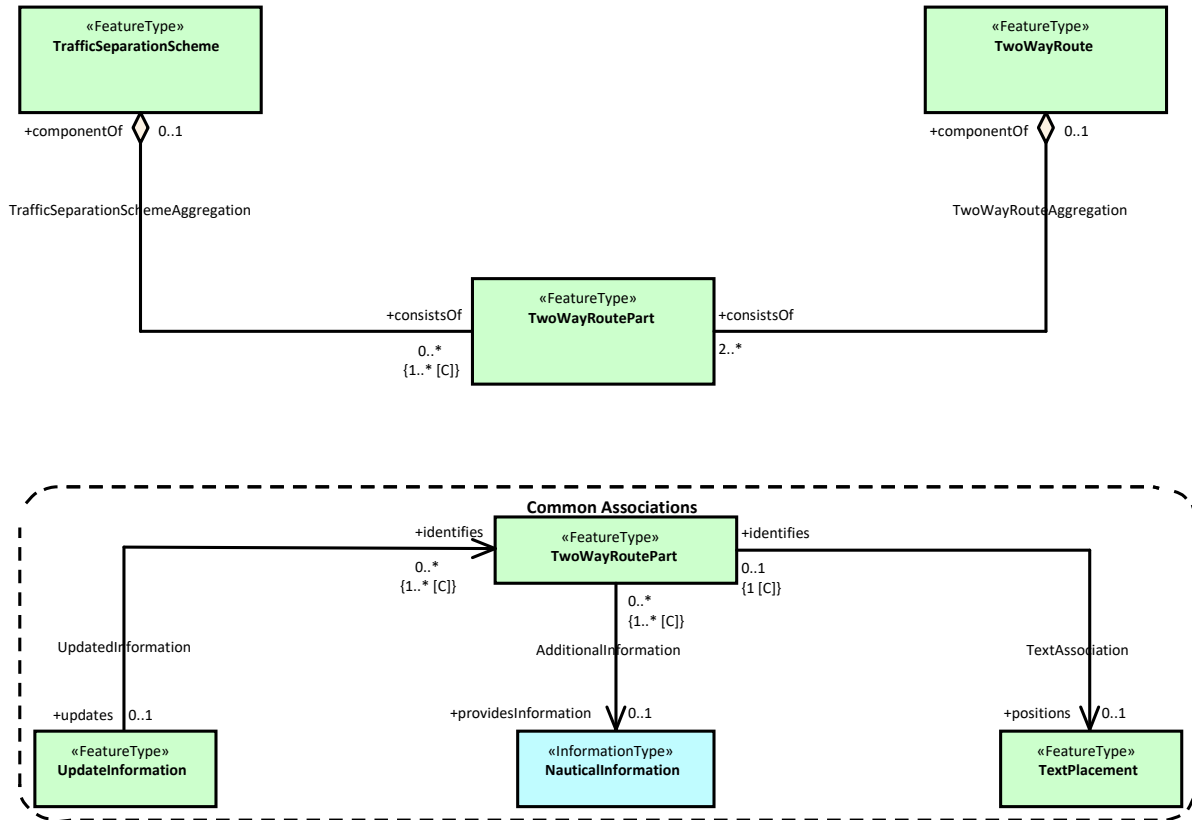 «FeatureType»
TrafficSeparationScheme
«FeatureType»
TwoWayRoute
+componentOf
0..1
+componentOf
0..1
TrafficSeparationSchemeAggregation
TwoWayRouteAggregation
«FeatureType»
TwoWayRoutePart
+consistsOf
0..*
{1..* [C]}
+consistsOf
2..*
Common Associations
+identifies
0..*
{1..* [C]}
«FeatureType»
TwoWayRoutePart
+identifies
0..1
{1 [C]}
0..*
{1..* [C]}
UpdatedInformation
AdditionalInformation
TextAssociation
+updates
0..1
+providesInformation
0..1
+positions
0..1
«FeatureType»
UpdateInformation
«InformationType»
NauticalInformation
«FeatureType»
TextPlacement